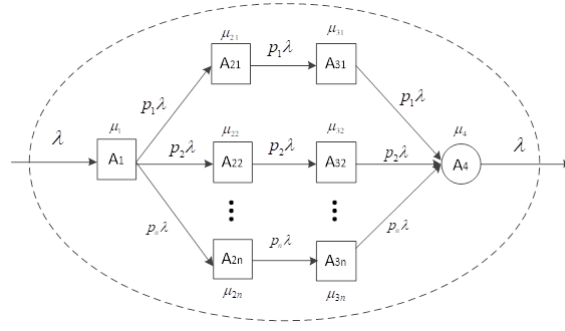 μ₂₁ μ₃₁
A21 p₁λ A31
p₁λ p₁λ
λ μ₁ μ₂₂ μ₃₂ μ₄ λ
A1 p₂λ A22 p₂λ A32 p₂λ A4
pₙλ pₙλ pₙλ
A2n A3n
μ₂ₙ μ₃ₙ